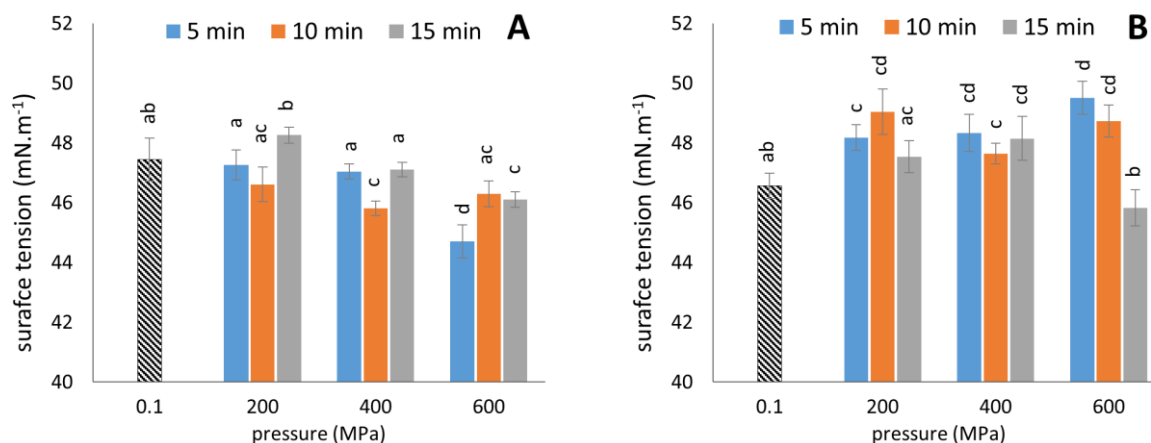 52
50
48
46
44
42
40
surafce tension (mN.m-1)
5 min 10 min 15 min
A
ab
a
ac
b
a
c
a
d
ac
c
0.1 200 400 600
pressure (MPa)
52
50
48
46
44
42
40
surafce tension (mN.m-1)
5 min 10 min 15 min
B
ab
c
cd
ac
cd
c
cd
d
cd
b
0.1 200 400 600
pressure (MPa)